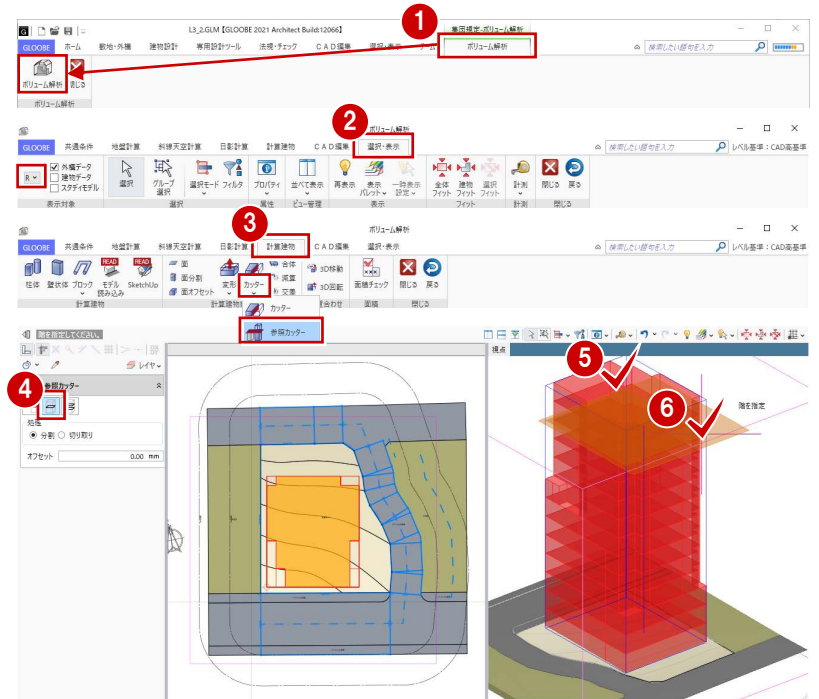 1
G L3_2.GLM【GLOOBE 2021 Architect Build:12066】 集団規定-ボリューム解析
GLOOBE ホーム 敷地・外構 建物設計 専用設計ツール 法規・チェック CAD編集 選択・表示 チーム ボリューム解析 検索したい語句を入力
ボリューム解析 閉じる
ボリューム解析
2
ボリューム解析
GLOOBE 共通条件 地盤計算 斜線天空計算 日影計算 計算建物 CAD編集 選択・表示 検索したい語句を入力 レベル基準:CAD高基準
R 外構データ
建物データ
スタディモデル
選択 グループ選択 選択モード フィルタ プロパティ 並べて表示 再表示 表示パレット 一時表示設定 全体フィット 建物フィット 選択フィット 計測 閉じる 戻る
表示対象 選択 属性 ビュー管理 表示 フィット 計測 閉じる
3
ボリューム解析
GLOOBE 共通条件 地盤計算 斜線天空計算 日影計算 計算建物 CAD編集 選択・表示 検索したい語句を入力 レベル基準:CAD高基準
READ READ 面 合体 3D移動
面分割 減算
面オフセット 交差 3D回転
柱体 壁状体 ブロック モデル読み込み SketchUp 変形 カッター 面積チェック 閉じる 戻る
計算建物 計算建物 合わせ 面積 閉じる
カッター
参照カッター
階を指定してください。
視点
レイヤ
4
参照カッター
処理
分割 切り取り
オフセット 0.00 mm
5
6
階を指定